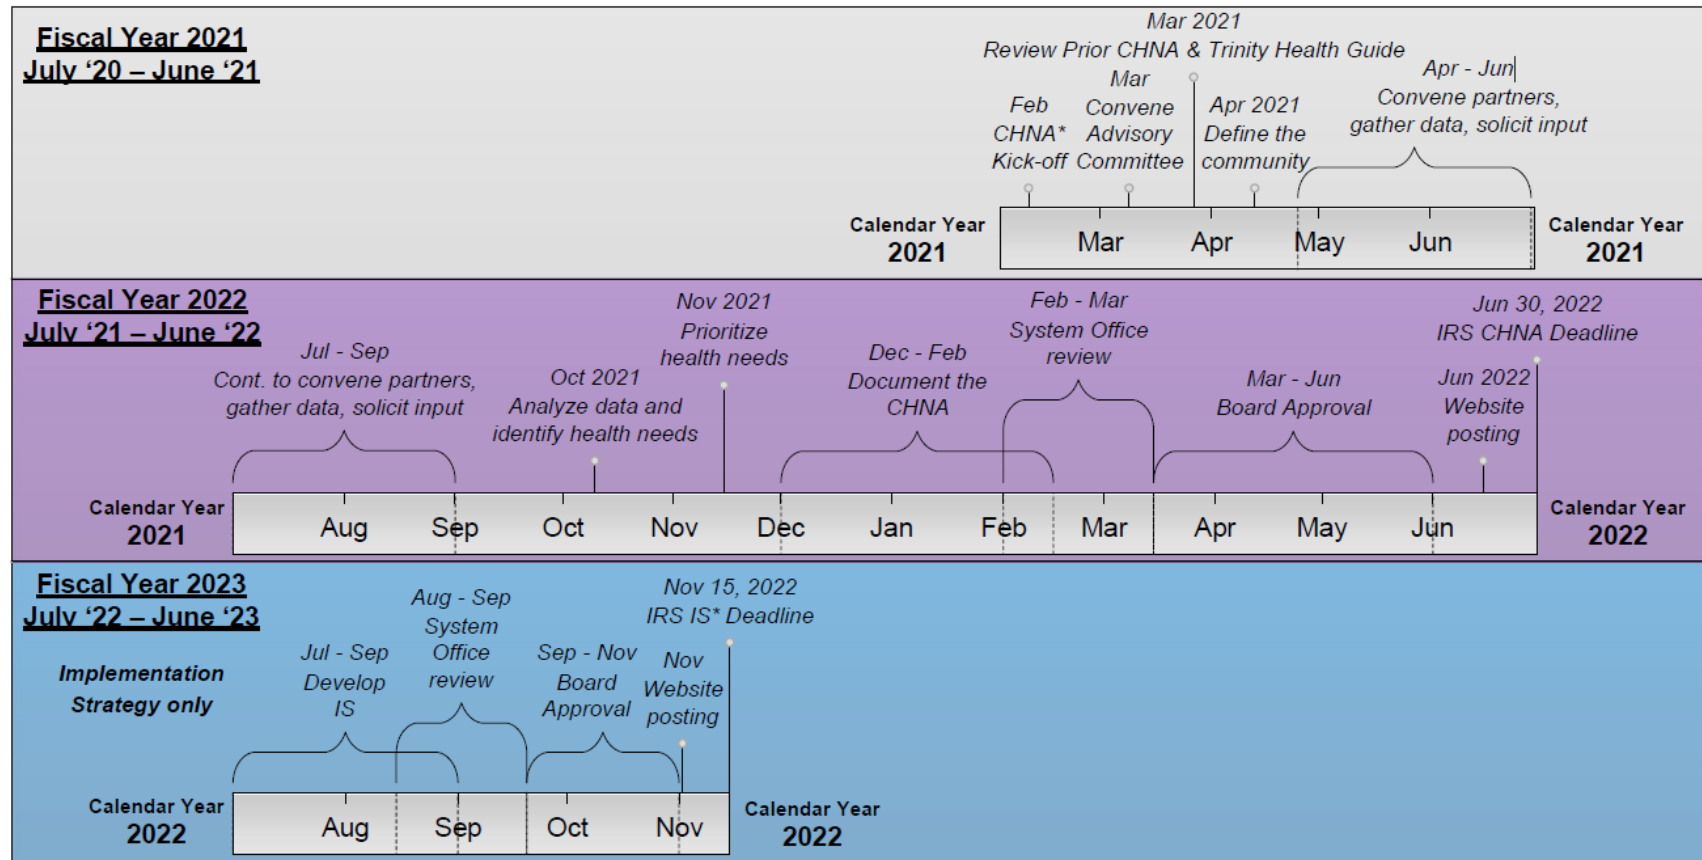 Fiscal Year 2021
July ‘20 – June ‘21
Mar 2021
Review Prior CHNA & Trinity Health Guide
Feb
CHNA*
Kick-off
Mar
Convene
Advisory
Committee
Apr 2021
Define the
community
Apr - Jun
Convene partners,
gather data, solicit input
Calendar Year
2021
Mar
Apr
May
Jun
Calendar Year
2021
Fiscal Year 2022
July ‘21 – June ‘22
Jul - Sep
Cont. to convene partners,
gather data, solicit input
Oct 2021
Analyze data and
identify health needs
Nov 2021
Prioritize
health needs
Dec - Feb
Document the
CHNA
Feb - Mar
System Office
review
Mar - Jun
Board Approval
Jun 30, 2022
IRS CHNA Deadline
Jun 2022
Website
posting
Calendar Year
2021
Aug
Sep
Oct
Nov
Dec
Jan
Feb
Mar
Apr
May
Jun
Calendar Year
2022
Fiscal Year 2023
July ‘22 – June ‘23
Implementation
Strategy only
Jul - Sep
Develop
IS
Aug - Sep
System
Office
review
Sep - Nov
Board
Approval
Nov
Website
posting
Nov 15, 2022
IRS IS* Deadline
Calendar Year
2022
Aug
Sep
Oct
Nov
Calendar Year
2022